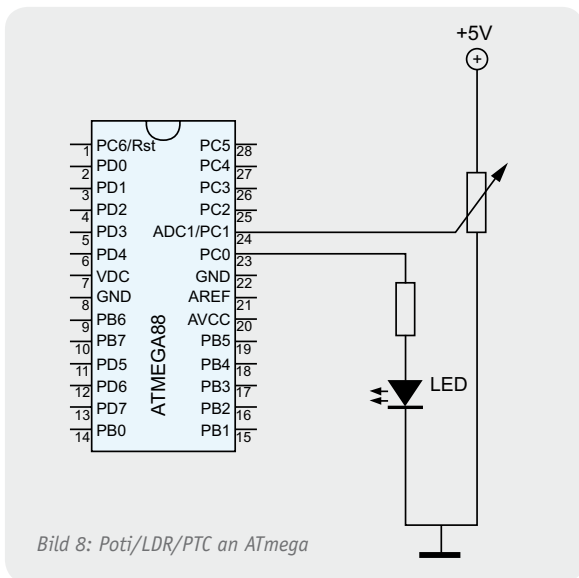 +5V
+
1 PC6/Rst PC5 28
2 PD0 PC4 27
3 PD1 PC3 26
4 PD2 PC2 25
5 PD3 ADC1/PC1 24
6 PD4 PC0 23
7 VDC GND 22
8 GND AREF 21
9 PB6 AVCC 20
10 PB7 PB5 19
11 PD5 PB4 18
12 PD6 PB3 17
13 PD7 PB2 16
14 PB0 PB1 15
ATMEGA88
LED
Bild 8: Poti/LDR/PTC an ATmega